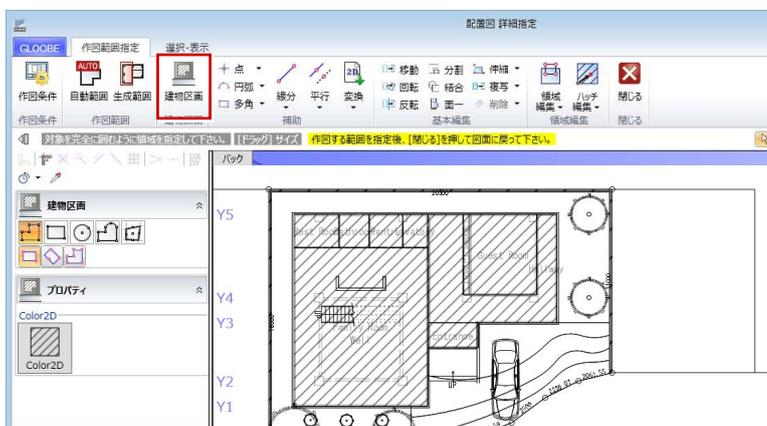 配置図 詳細指定
GLOOBE 作図範囲指定 選択・表示
AUTO 点 移動 分割 伸縮
円弧 2D 回転 結合 複写
作図条件 自動範囲 生成範囲 建物区画 多角 線分 平行 変換 反転 面一 削除 領域編集 ハッチ編集 閉じる
作図条件 作図範囲 補助 基本編集 領域編集 閉じる
対象を完全に囲むように領域を指定して下さい。 [ドラッグ] サイズ 作図する範囲を指定後、[閉じる]を押して図面に戻って下さい。
バック
建物区画
プロパティ
Color2D
Color2D
Y5
Guest Room
Hallway
Y4
Y3
Family Room
Well
Entrance
UP
Y2
Y1